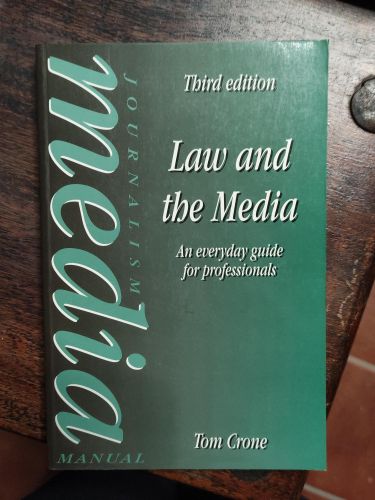 Third edition
Law and
the Media
An everyday guide
for professionals
Tom Crone
JOURNALISM
media
MANUAL